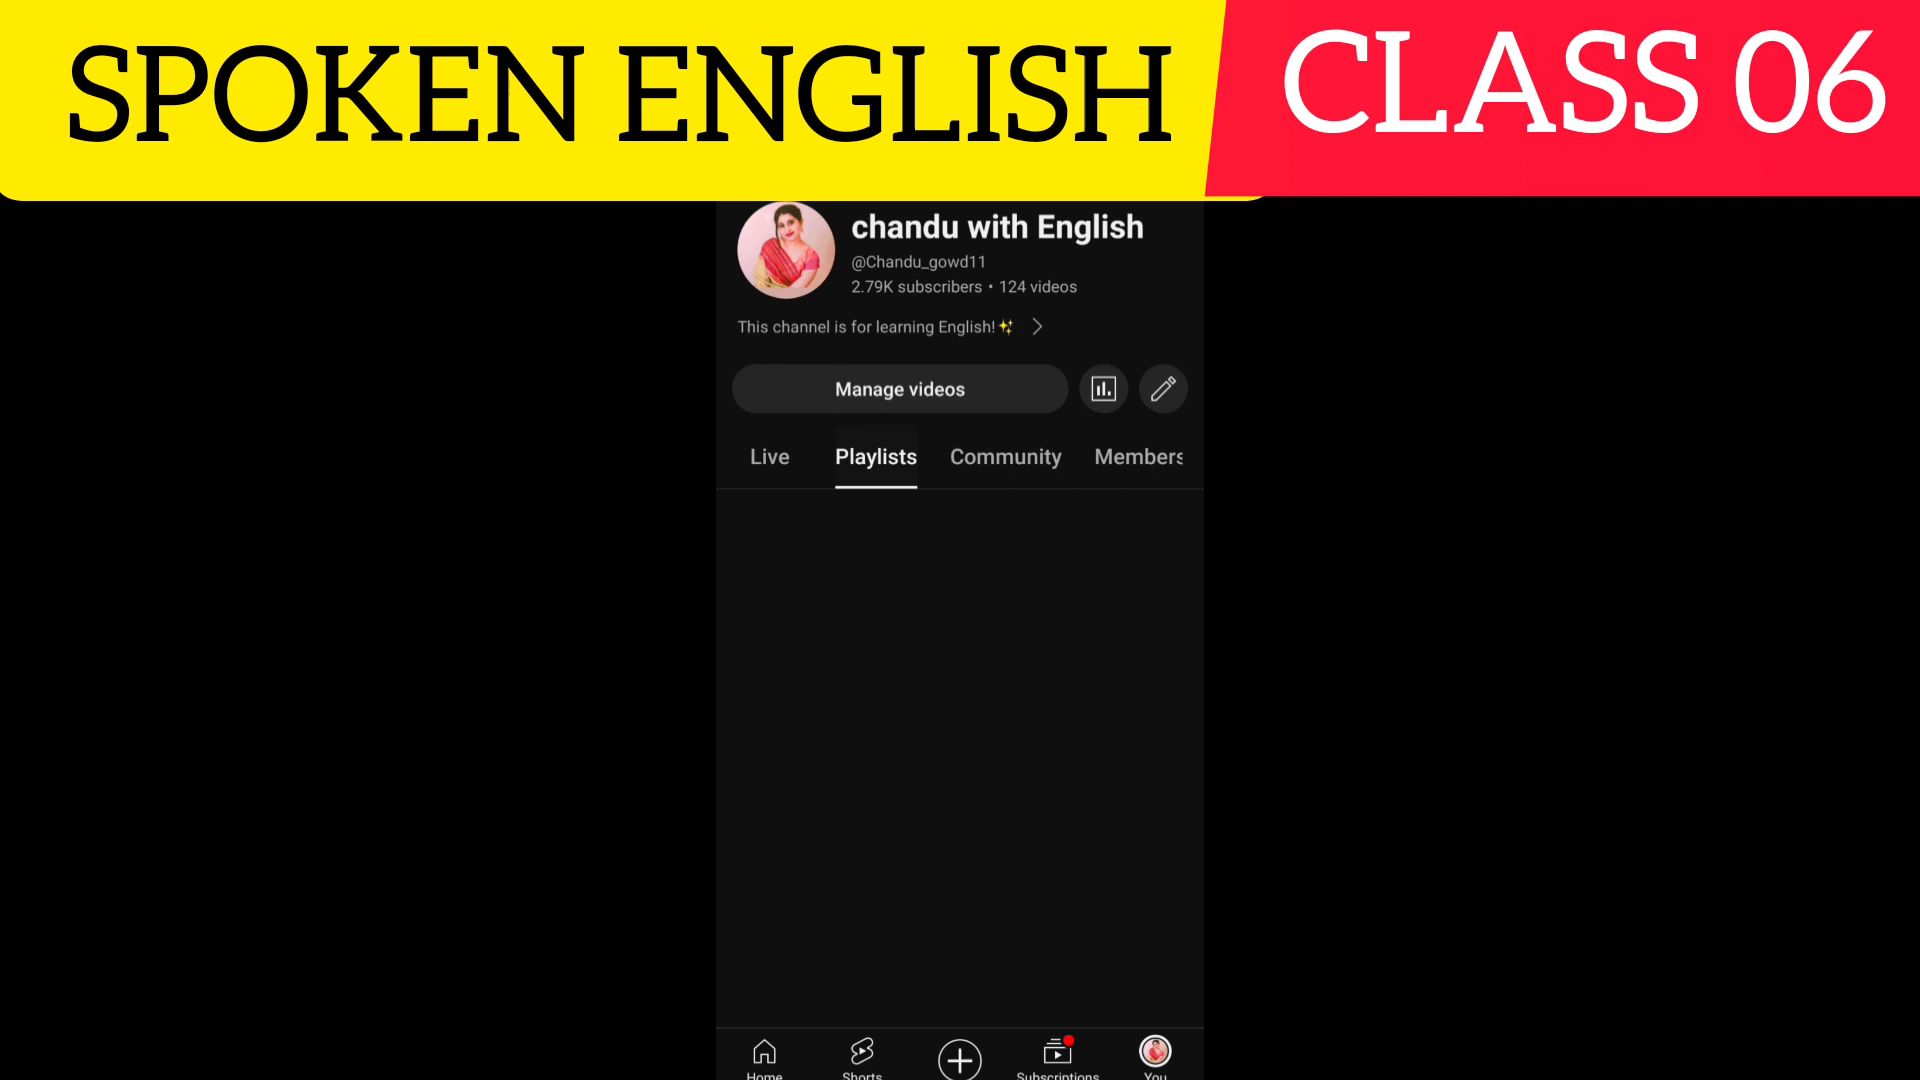 SPOKEN ENGLISH
CLASS 06
chandu with English
@Chandu_gowd11
2.79K subscribers • 124 videos
This channel is for learning English!✨
Manage videos
Live
Playlists
Community
Members
Home
Shorts
Subscriptions
You